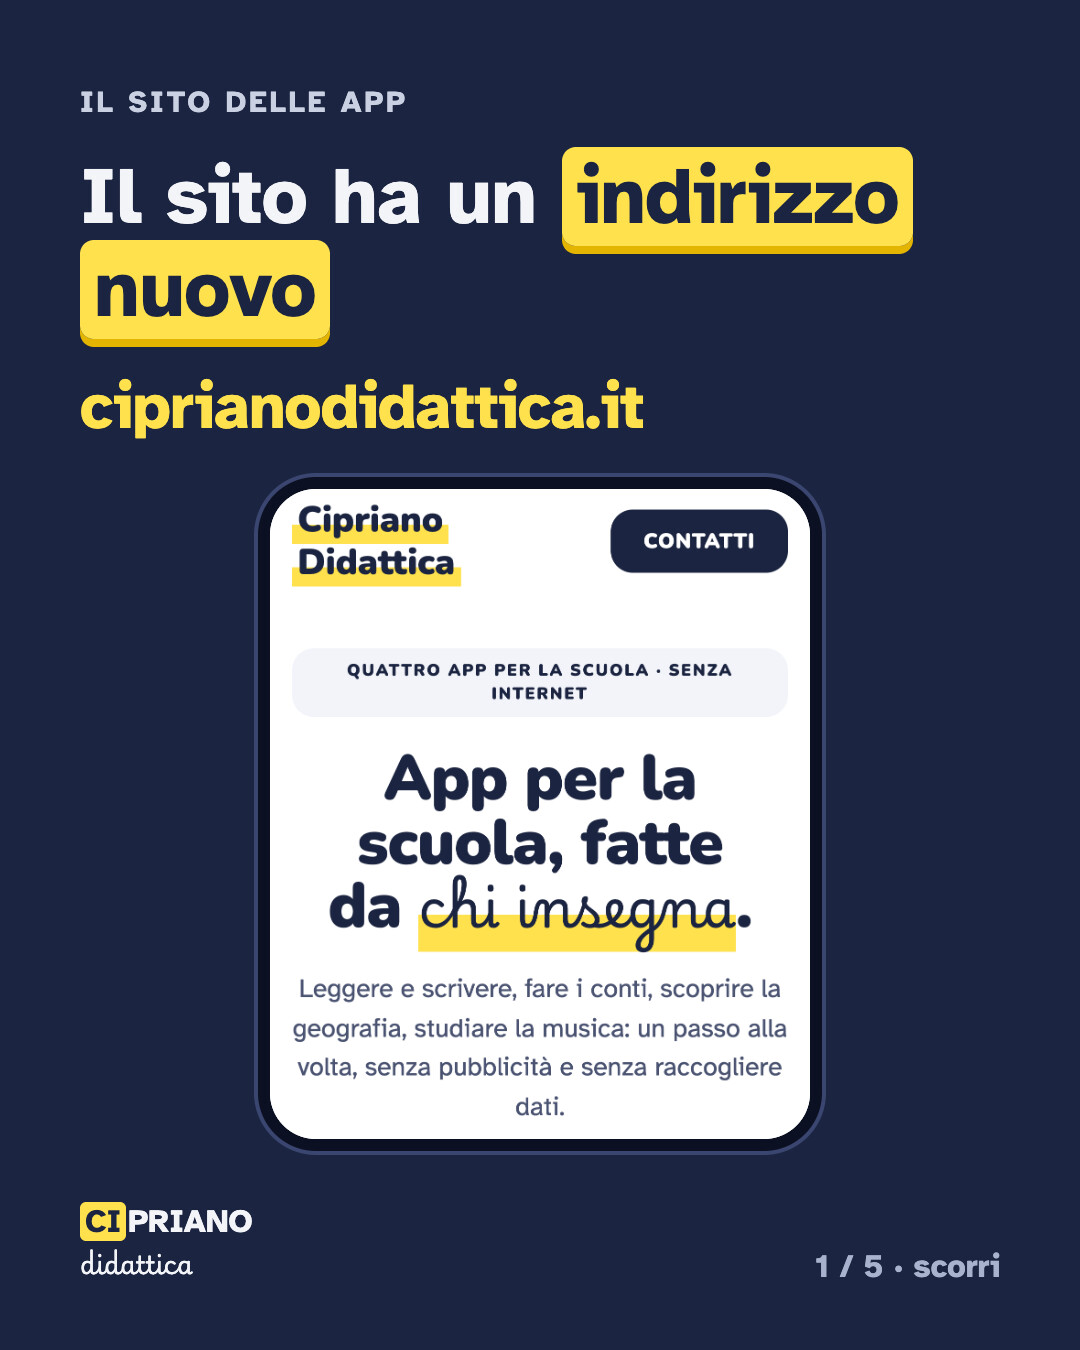 IL SITO DELLE APP
Il sito ha un indirizzo
nuovo
ciprianodidattica.it
Cipriano
Didattica
CONTATTI
QUATTRO APP PER LA SCUOLA · SENZA
INTERNET
App per la
scuola, fatte
da chi insegna.
Leggere e scrivere, fare i conti, scoprire la
geografia, studiare la musica: un passo alla
volta, senza pubblicità e senza raccogliere
dati.
CIPRIANO
didattica
1 / 5 · scorri